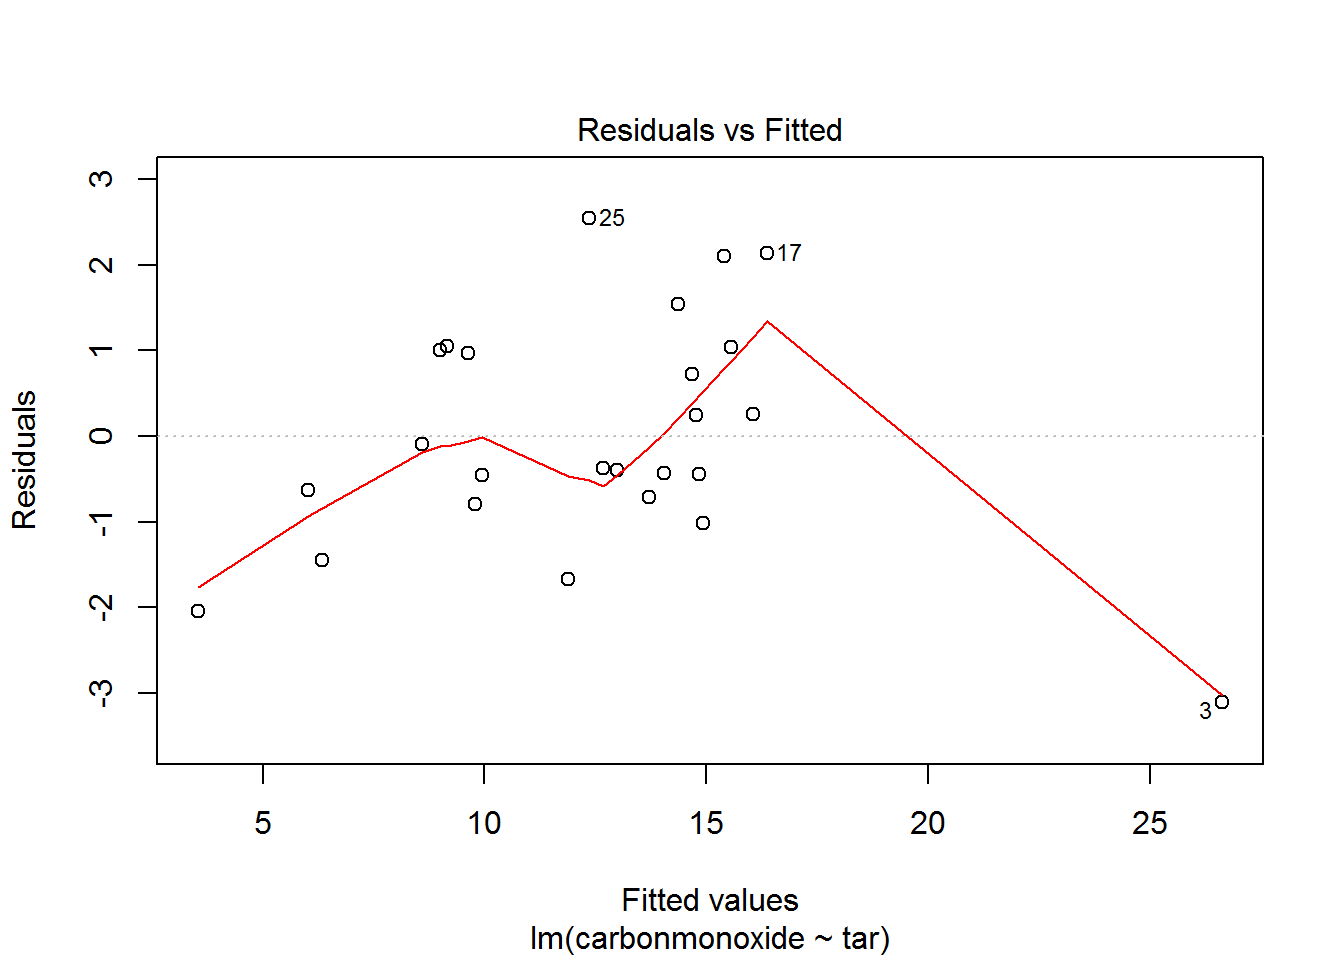 Residuals vs Fitted
3
2
1
0
-1
-2
-3
Residuals
25
17
3
5 10 15 20 25
Fitted values
lm(carbonmonoxide ~ tar)